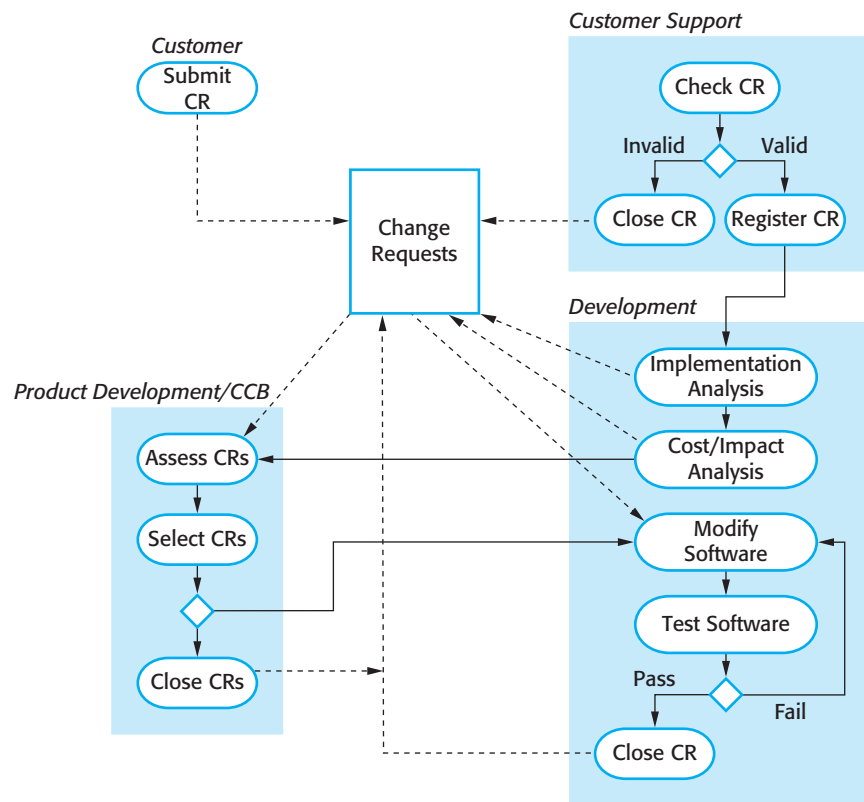 Customer
Submit
CR
Customer Support
Check CR
Invalid
Valid
Close CR
Register CR
Change
Requests
Development
Implementation
Analysis
Cost/Impact
Analysis
Modify
Software
Test Software
Pass
Fail
Close CR
Product Development/CCB
Assess CRs
Select CRs
Close CRs